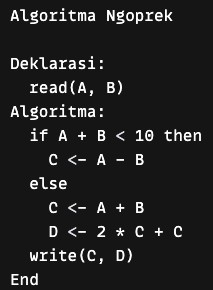 Algoritma Ngoprek

Deklarasi:
  read(A, B)
Algoritma:
  if A + B < 10 then
    C <- A - B
  else
    C <- A + B
    D <- 2 * C + C
  write(C, D)
End